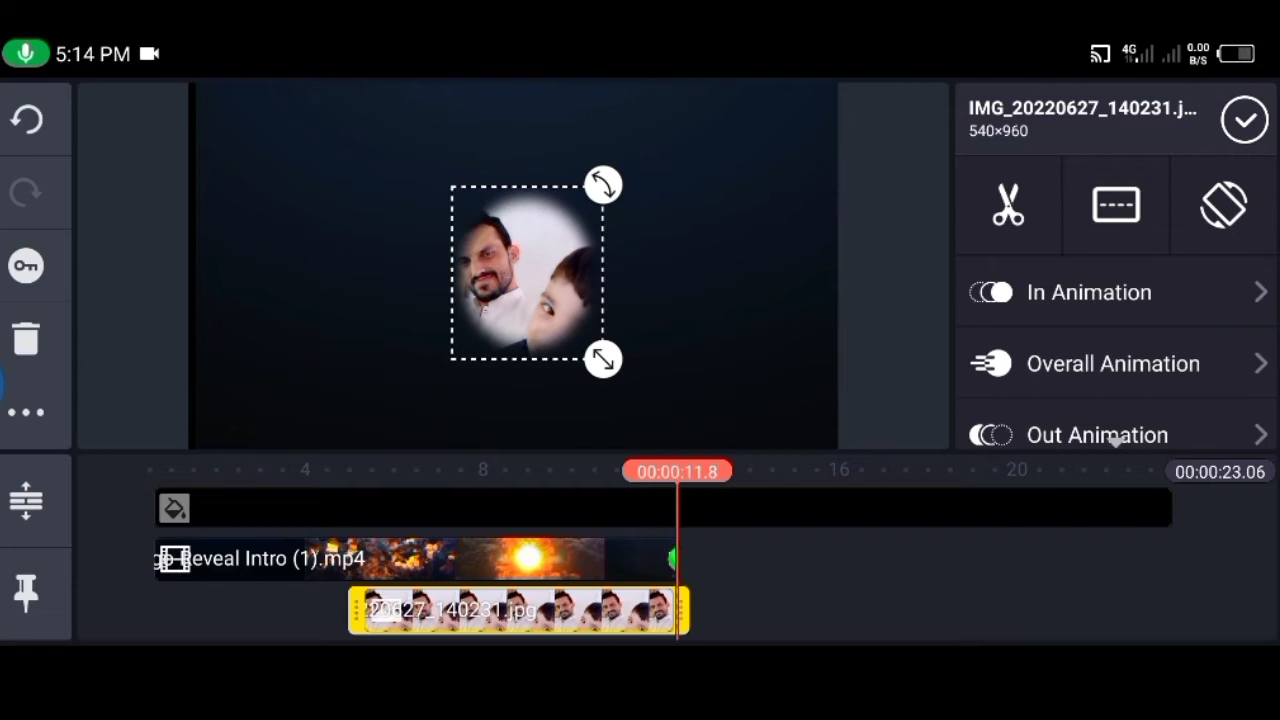 5:14 PM
4G
0.00
B/S
IMG_20220627_140231.j...
540×960
In Animation
Overall Animation
Out Animation
4
8
00:00:11.8
16
20
00:00:23.06
Reveal Intro (1).mp4
20627_140231.jpg